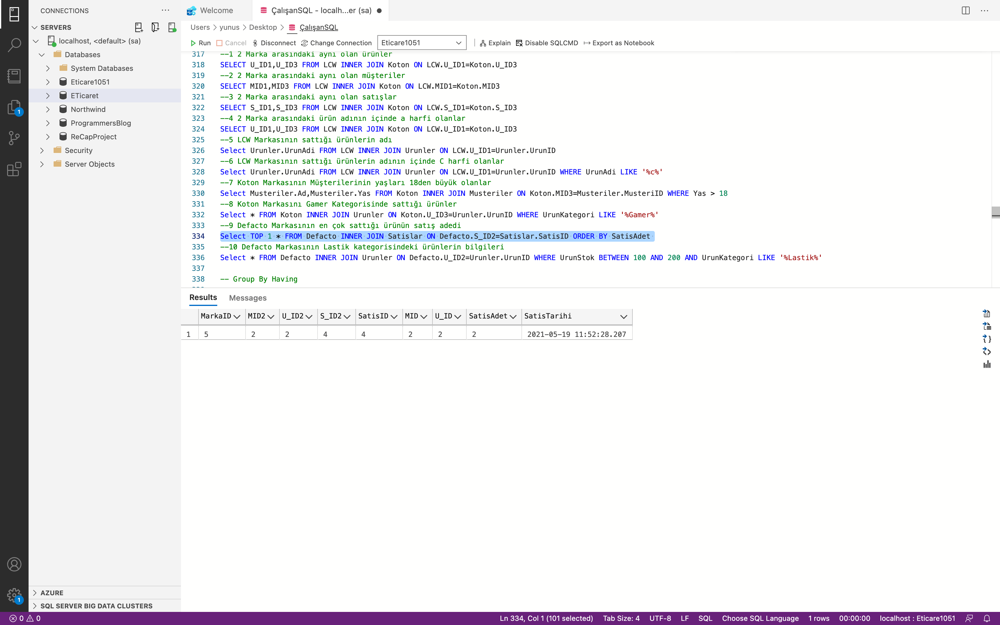 CONNECTIONS
SERVERS
localhost, <default> (sa)
Databases
System Databases
Eticare1051
ETicaret
Northwind
ProgrammersBlog
ReCapProject
Security
Server Objects
AZURE
SQL SERVER BIG DATA CLUSTERS
1
1
Welcome
ÇalışanSQL - localh...er (sa)
Users > yunus > Desktop > ÇalışanSQL
Run Cancel Disconnect Change Connection Eticare1051 Explain Disable SQLCMD Export as Notebook
317 --1 2 Marka arasındaki aynı olan ürünler
318 SELECT U_ID1,U_ID3 FROM LCW INNER JOIN Koton ON LCW.U_ID1=Koton.U_ID3
319 --2 2 Marka arasındaki aynı olan müşteriler
320 SELECT MID1,MID3 FROM LCW INNER JOIN Koton ON LCW.MID1=Koton.MID3
321 --3 2 Marka arasındaki aynı olan satışlar
322 SELECT S_ID1,S_ID3 FROM LCW INNER JOIN Koton ON LCW.S_ID1=Koton.S_ID3
323 --4 2 Marka arasındaki ürün adının içinde a harfi olanlar
324 SELECT U_ID1,U_ID3 FROM LCW INNER JOIN Koton ON LCW.U_ID1=Koton.U_ID3
325 --5 LCW Markasının sattığı ürünlerin adı
326 Select Urunler.UrunAdi FROM LCW INNER JOIN Urunler ON LCW.U_ID1=Urunler.UrunID
327 --6 LCW Markasının sattığı ürünlerin adının içinde C harfi olanlar
328 Select Urunler.UrunAdi FROM LCW INNER JOIN Urunler ON LCW.U_ID1=Urunler.UrunID WHERE UrunAdi LIKE '%c%'
329 --7 Koton Markasının Müşterilerinin yaşları 18den büyük olanlar
330 Select Musteriler.Ad,Musteriler.Yas FROM Koton INNER JOIN Musteriler ON Koton.MID3=Musteriler.MusteriID WHERE Yas > 18
331 --8 Koton Markasını Gamer Kategorisinde sattığı ürünler
332 Select * FROM Koton INNER JOIN Urunler ON Koton.U_ID3=Urunler.UrunID WHERE UrunKategori LIKE '%Gamer%'
333 --9 Defacto Markasının en çok sattığı ürünün satış adedi
334 Select TOP 1 * FROM Defacto INNER JOIN Satislar ON Defacto.S_ID2=Satislar.SatisID ORDER BY SatisAdet
335 --10 Defacto Markasının Lastik kategorisindeki ürünlerin bilgileri
336 Select * FROM Defacto INNER JOIN Urunler ON Defacto.U_ID2=Urunler.UrunID WHERE UrunStok BETWEEN 100 AND 200 AND UrunKategori LIKE '%Lastik%'
337
338 -- Group By Having
Results Messages
MarkaID MID2 U_ID2 S_ID2 SatisID MID U_ID SatisAdet SatisTarihi
1 5 2 2 4 4 2 2 2 2021-05-19 11:52:28.207
0 0 Ln 334, Col 1 (101 selected) Tab Size: 4 UTF-8 LF SQL Choose SQL Language 1 rows 00:00:00 localhost : Eticare1051